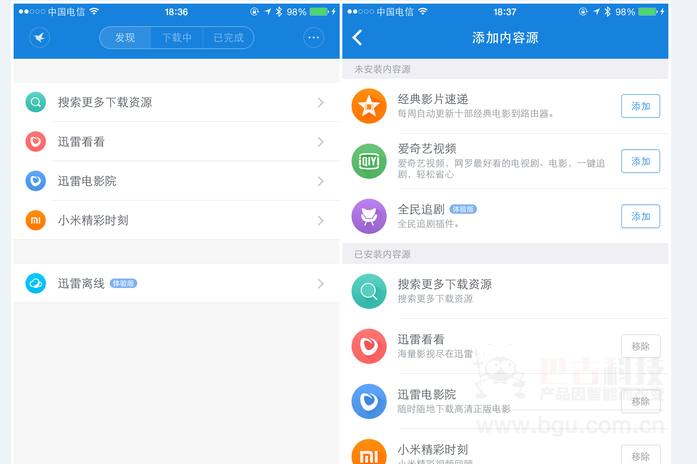 中国电信 18:36 98%
发现 下载中 已完成
搜索更多下载资源
迅雷看看
迅雷电影院
小米精彩时刻
迅雷离线 体验版
中国电信 18:37 98%
添加内容源
未安装内容源
经典影片速递
每周自动更新十部经典电影到路由器。
添加
爱奇艺视频
爱奇艺视频，网罗最好看的电视剧、电影，一键追
剧，轻松省心
添加
全民追剧 体验版
全民追剧插件。
添加
已安装内容源
搜索更多下载资源
搜索更多下载资源
迅雷看看
海量影视尽在迅雷
移除
迅雷电影院
随时随地下载高清正版电影
移除
小米精彩时刻
移除
QIY
mi
mi
巴古科技
产品因智能而改变
www.bgu.com.cn